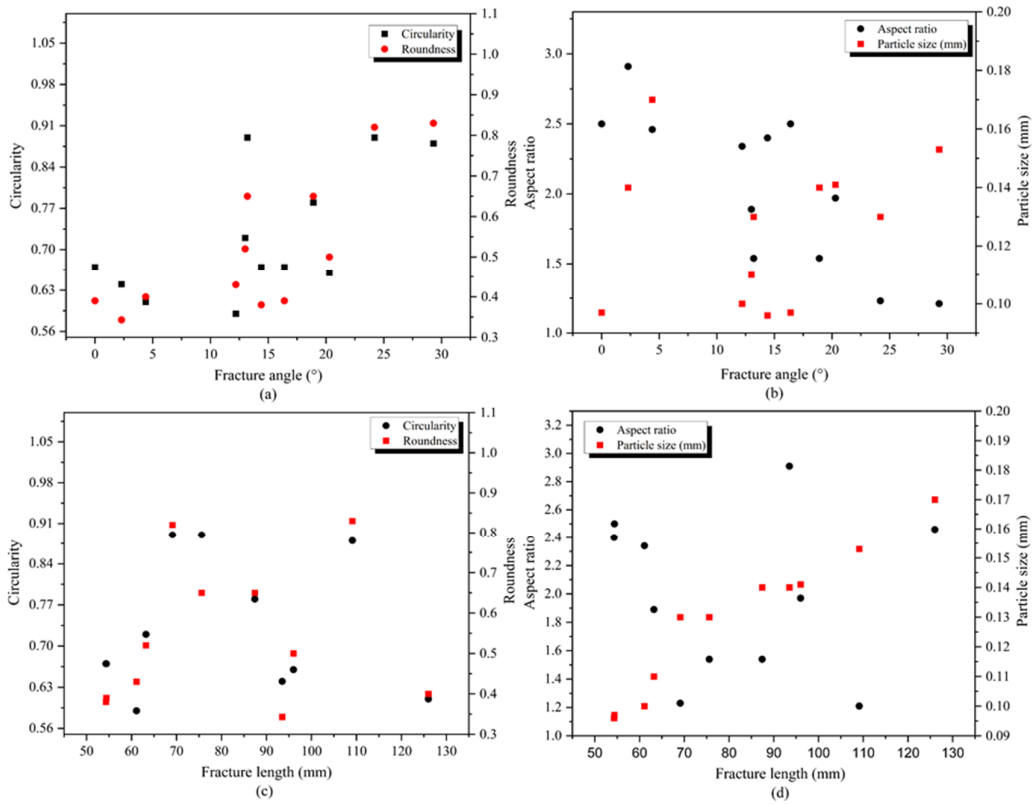 Circularity
Roundness
1.05
0.98
0.91
0.84
0.77
0.70
0.63
0.56
Circularity
1.1
1.0
0.9
0.8
0.7
0.6
0.5
0.4
0.3
Roundness
0 5 10 15 20 25 30
Fracture angle (°)
(a)
Aspect ratio
Particle size (mm)
3.0
2.5
2.0
1.5
1.0
Aspect ratio
0.20
0.18
0.16
0.14
0.12
0.10
Particle size (mm)
0 5 10 15 20 25 30
Fracture angle (°)
(b)
Circularity
Roundness
1.05
0.98
0.91
0.84
0.77
0.70
0.63
0.56
Circularity
1.1
1.0
0.9
0.8
0.7
0.6
0.5
0.4
0.3
Roundness
50 60 70 80 90 100 110 120 130
Fracture length (mm)
(c)
Aspect ratio
Particle size (mm)
3.2
3.0
2.8
2.6
2.4
2.2
2.0
1.8
1.6
1.4
1.2
1.0
Aspect ratio
0.20
0.19
0.18
0.17
0.16
0.15
0.14
0.13
0.12
0.11
0.10
0.09
Particle size (mm)
50 60 70 80 90 100 110 120 130
Fracture length (mm)
(d)